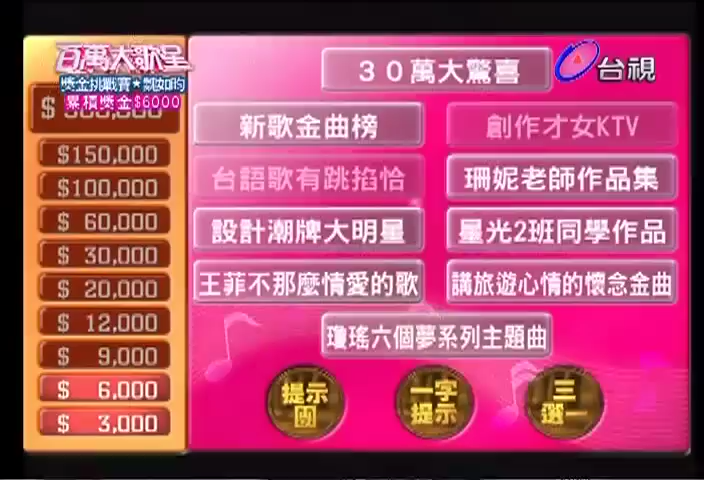 百萬大歌星
獎金挑戰賽★魏如昀
累積獎金$6000
$ 300,000
$150,000
$100,000
$ 60,000
$ 30,000
$ 20,000
$ 12,000
$ 9,000
$ 6,000
$ 3,000
30萬大驚喜
台視
新歌金曲榜
創作才女KTV
台語歌有跳掐恰
珊妮老師作品集
設計潮牌大明星
星光2班同學作品
王菲不那麼情愛的歌
講旅遊心情的懷念金曲
瓊瑤六個夢系列主題曲
提示
團
一字
提示
三
選一